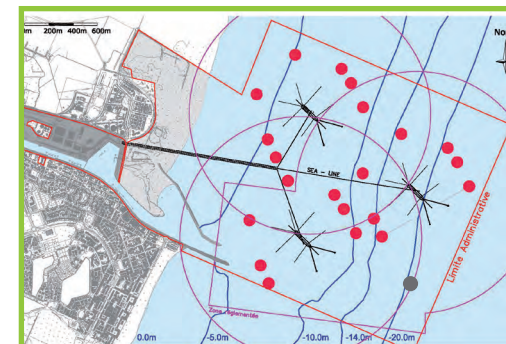 200m 400m 600m
No
SEA - LINE
Limite Administrative
Zone réglementée
0.0m -5.0m -10.0m -14.0m -20.0m